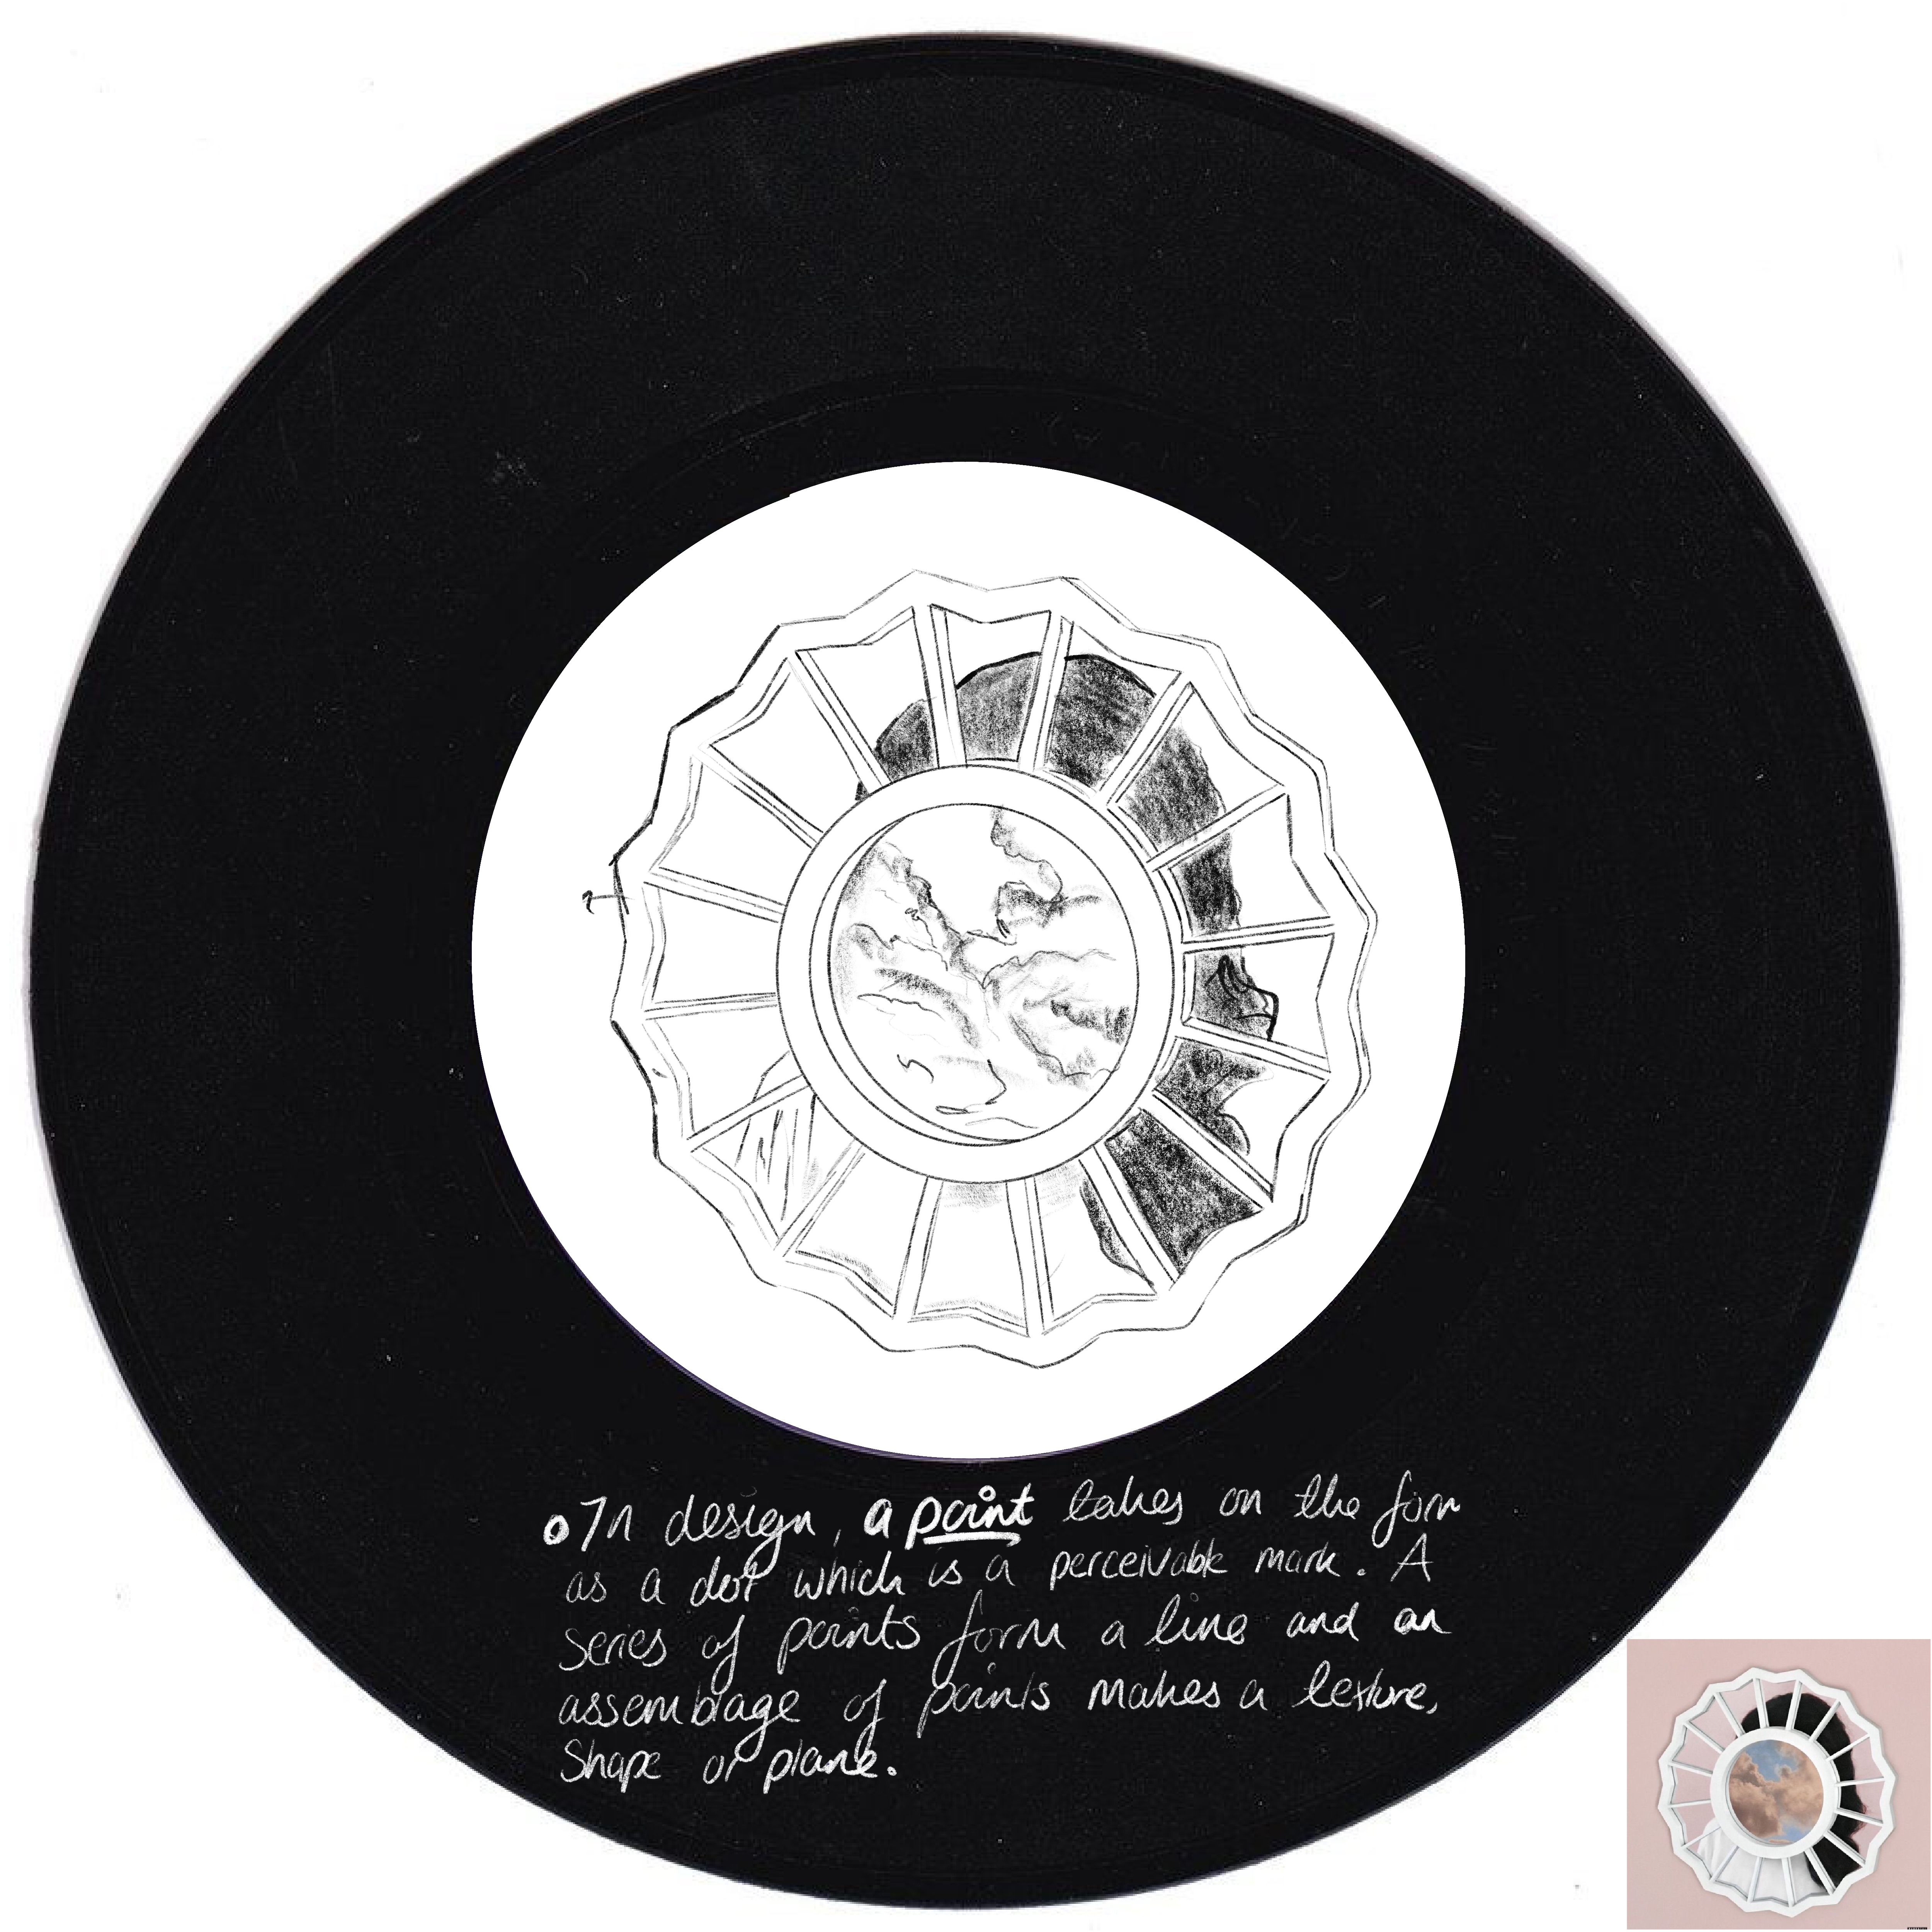 In design, a point takes on the form
as a dot which is a perceivable mark. A
series of points form a line and an
assemblage of points makes a texture,
Shape or plane.